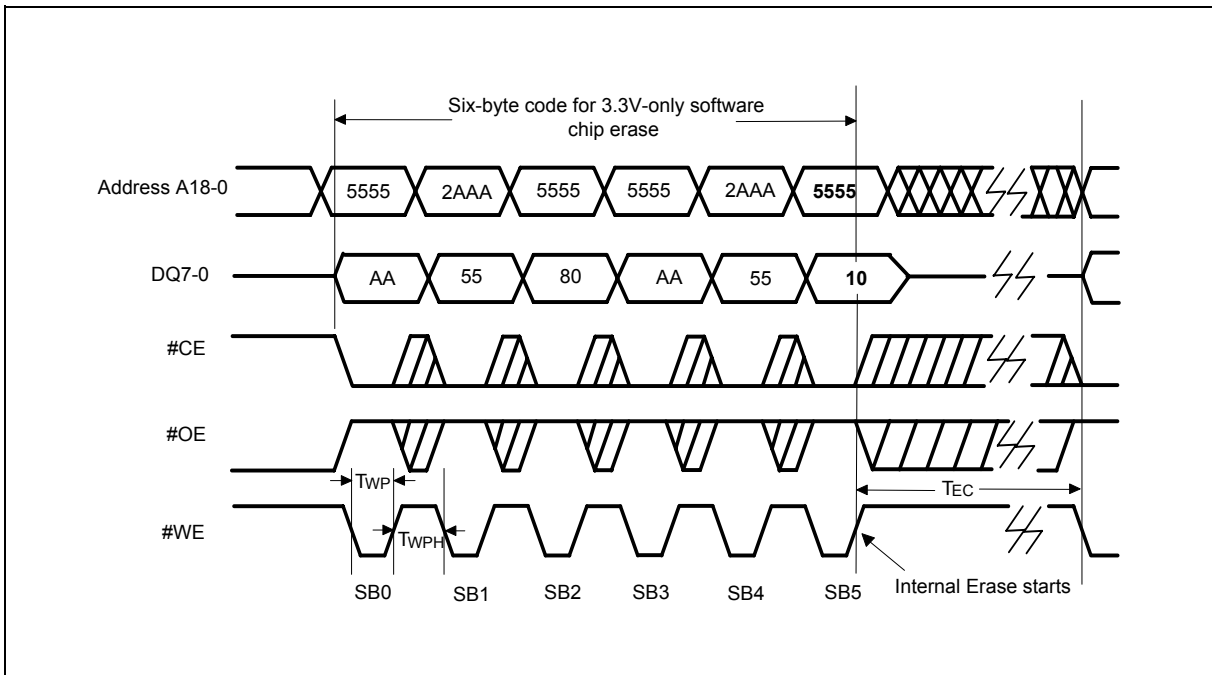 Six-byte code for 3.3V-only software
chip erase
Address A18-0
5555
2AAA
5555
5555
2AAA
5555
DQ7-0
AA
55
80
AA
55
10
#CE
#OE
TWP
TEC
#WE
TWPH
Internal Erase starts
SB0
SB1
SB2
SB3
SB4
SB5